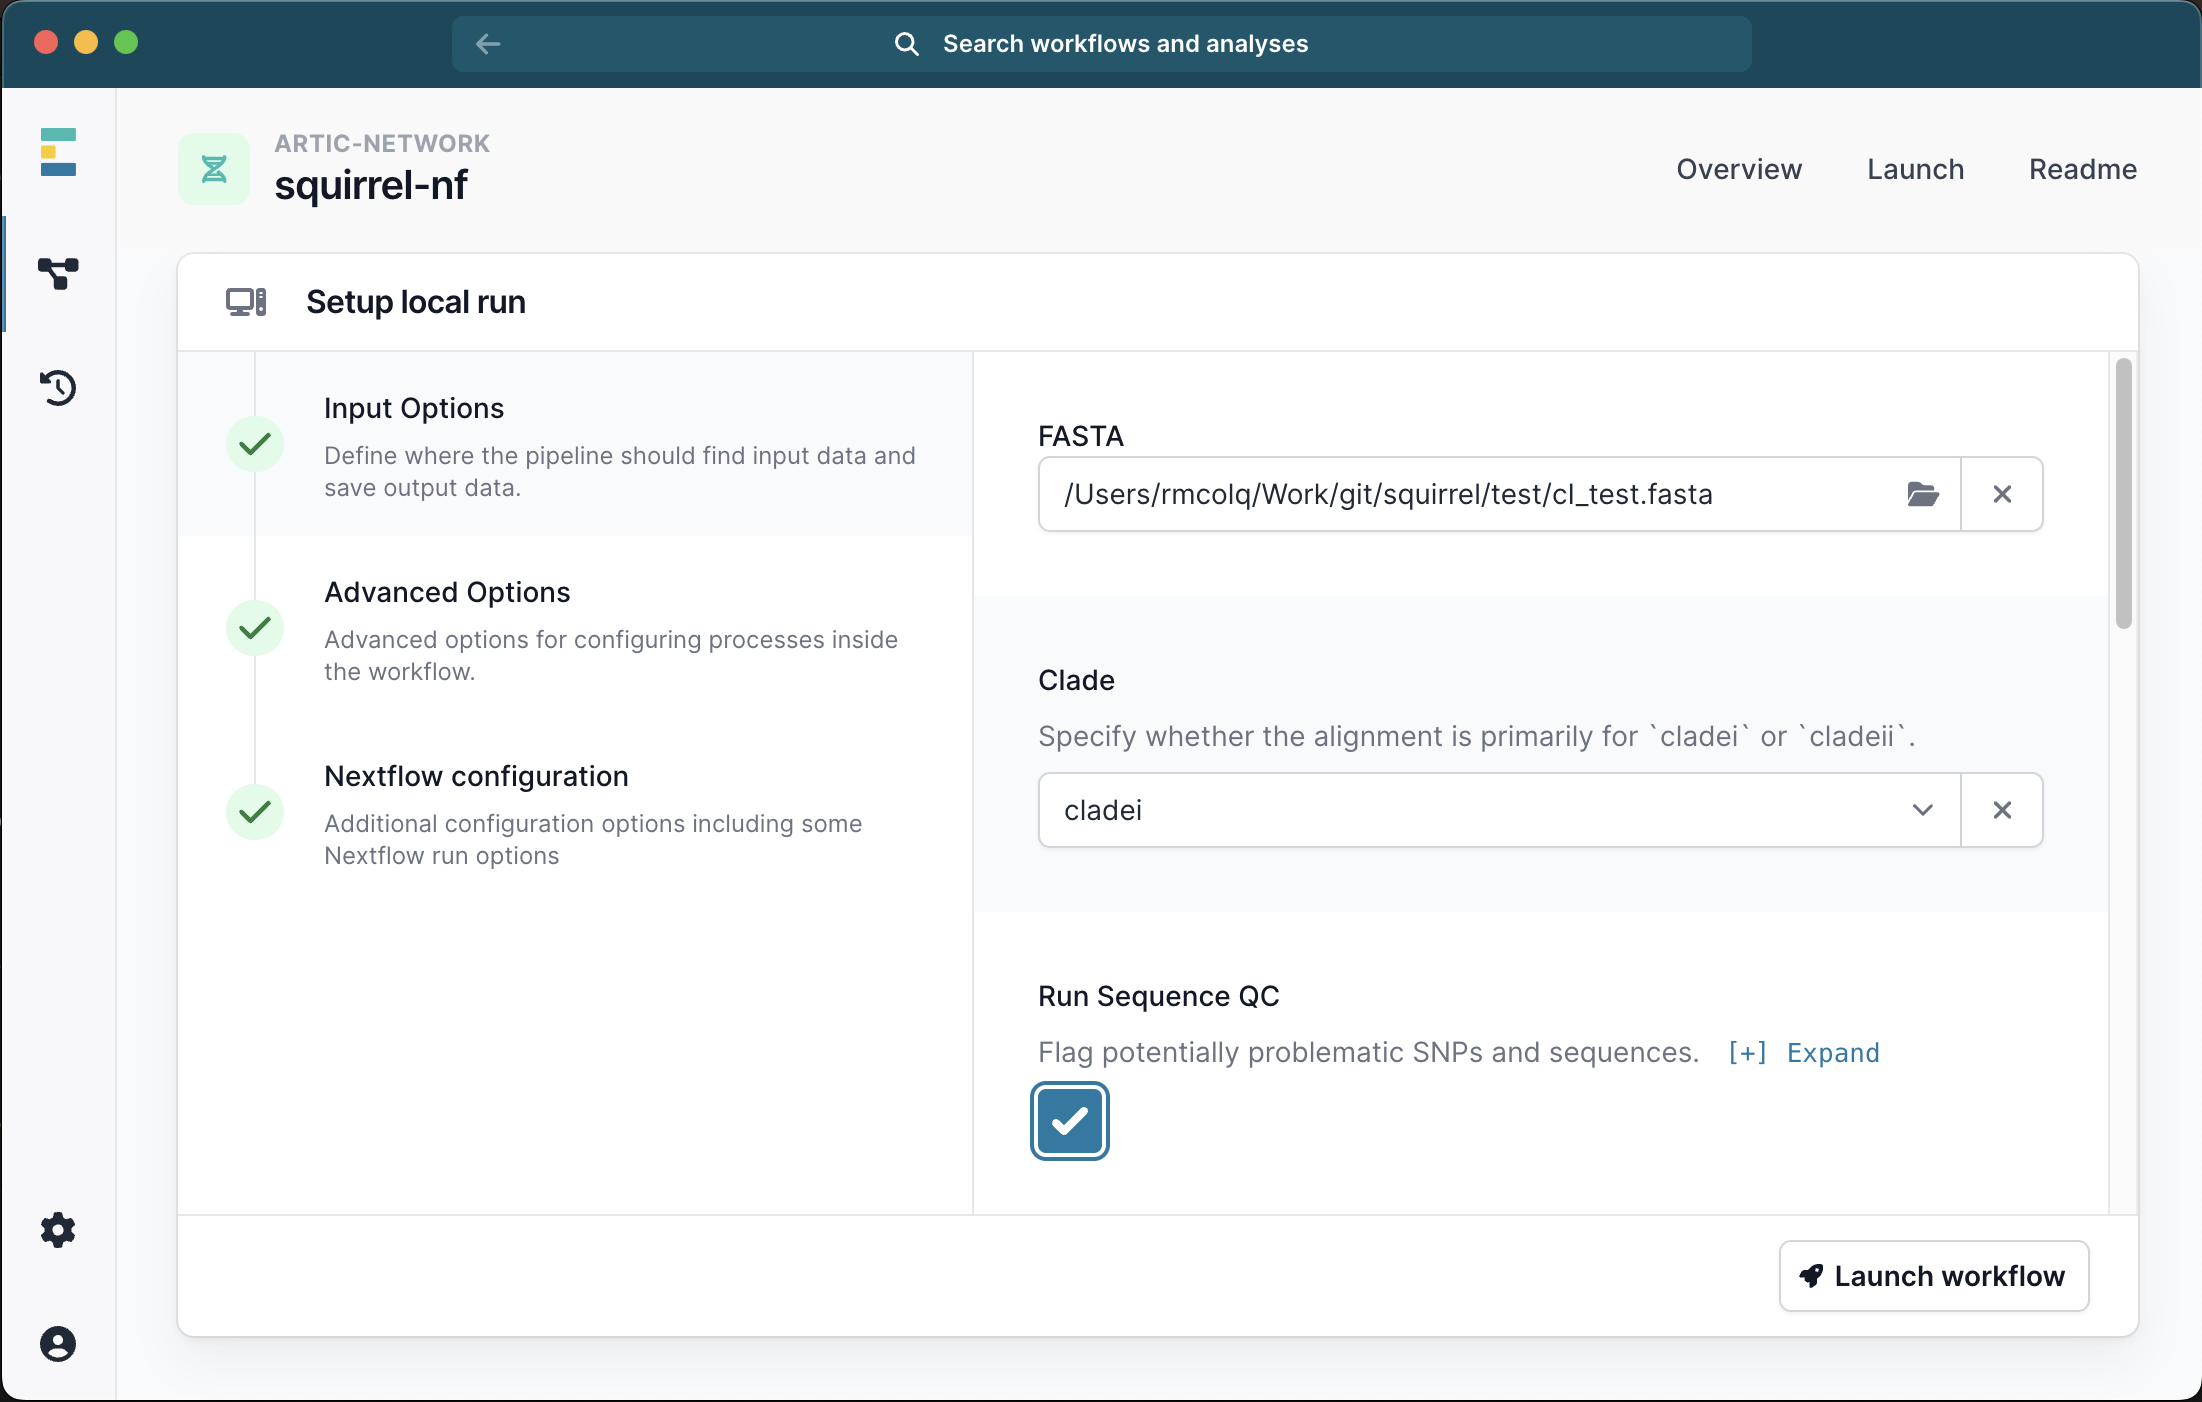 Search workflows and analyses
ARTIC-NETWORK
squirrel-nf
Overview
Launch
Readme
Setup local run
Input Options
Define where the pipeline should find input data and
save output data.
Advanced Options
Advanced options for configuring processes inside
the workflow.
Nextflow configuration
Additional configuration options including some
Nextflow run options
FASTA
/Users/rmcolq/Work/git/squirrel/test/cI_test.fasta
Clade
Specify whether the alignment is primarily for `cladei` or `cladeii`.
cladei
Run Sequence QC
Flag potentially problematic SNPs and sequences. [+] Expand
Launch workflow